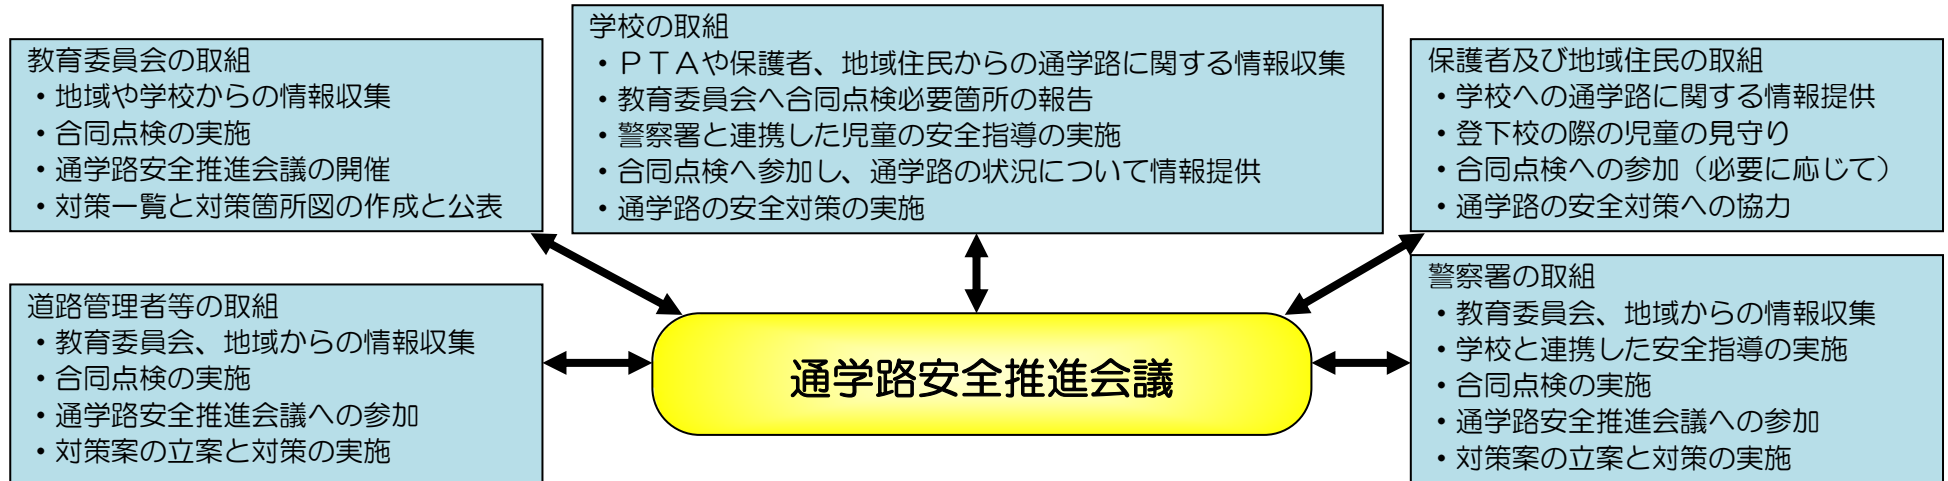 教育委員会の取組
・地域や学校からの情報収集
・合同点検の実施
・通学路安全推進会議の開催
・対策一覧と対策箇所図の作成と公表
学校の取組
・ＰＴＡや保護者、地域住民からの通学路に関する情報収集
・教育委員会へ合同点検必要箇所の報告
・警察署と連携した児童の安全指導の実施
・合同点検へ参加し、通学路の状況について情報提供
・通学路の安全対策の実施
保護者及び地域住民の取組
・学校への通学路に関する情報提供
・登下校の際の児童の見守り
・合同点検への参加（必要に応じて）
・通学路の安全対策への協力
道路管理者等の取組
・教育委員会、地域からの情報収集
・合同点検の実施
・通学路安全推進会議への参加
・対策案の立案と対策の実施
通学路安全推進会議
警察署の取組
・教育委員会、地域からの情報収集
・学校と連携した安全指導の実施
・合同点検の実施
・通学路安全推進会議への参加
・対策案の立案と対策の実施